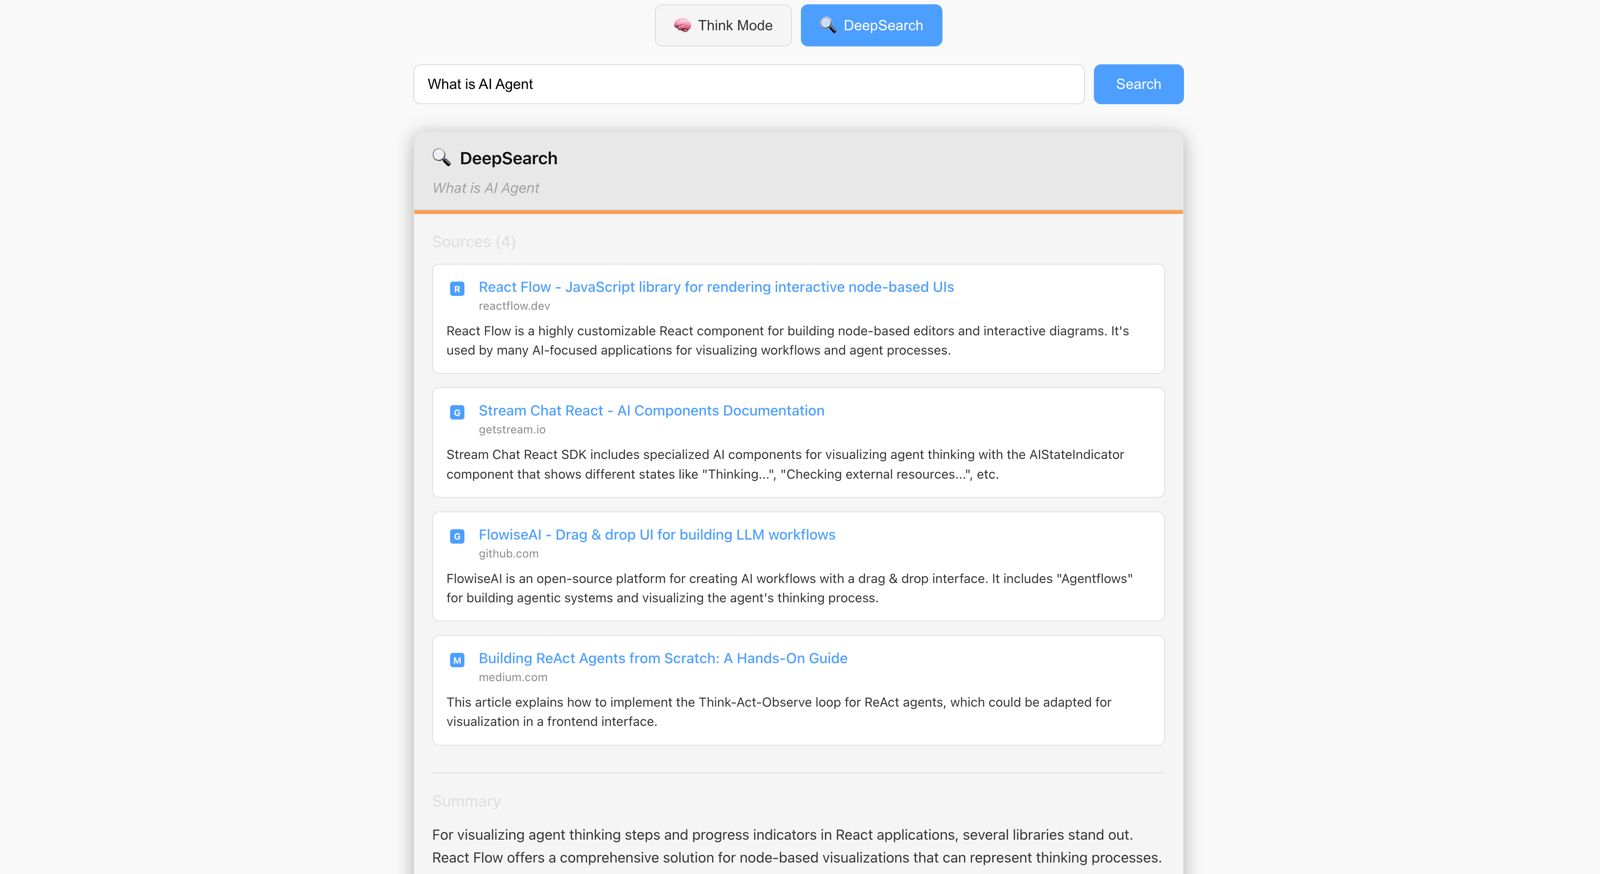 Think Mode
DeepSearch
What is AI Agent
Search
DeepSearch
What is AI Agent
Sources (4)
R
React Flow - JavaScript library for rendering interactive node-based UIs
reactflow.dev
React Flow is a highly customizable React component for building node-based editors and interactive diagrams. It's
used by many AI-focused applications for visualizing workflows and agent processes.
G
Stream Chat React - AI Components Documentation
getstream.io
Stream Chat React SDK includes specialized AI components for visualizing agent thinking with the AIStateIndicator
component that shows different states like "Thinking...", "Checking external resources...", etc.
G
FlowiseAI - Drag & drop UI for building LLM workflows
github.com
FlowiseAI is an open-source platform for creating AI workflows with a drag & drop interface. It includes "Agentflows"
for building agentic systems and visualizing the agent's thinking process.
M
Building ReAct Agents from Scratch: A Hands-On Guide
medium.com
This article explains how to implement the Think-Act-Observe loop for ReAct agents, which could be adapted for
visualization in a frontend interface.
Summary
For visualizing agent thinking steps and progress indicators in React applications, several libraries stand out.
React Flow offers a comprehensive solution for node-based visualizations that can represent thinking processes.